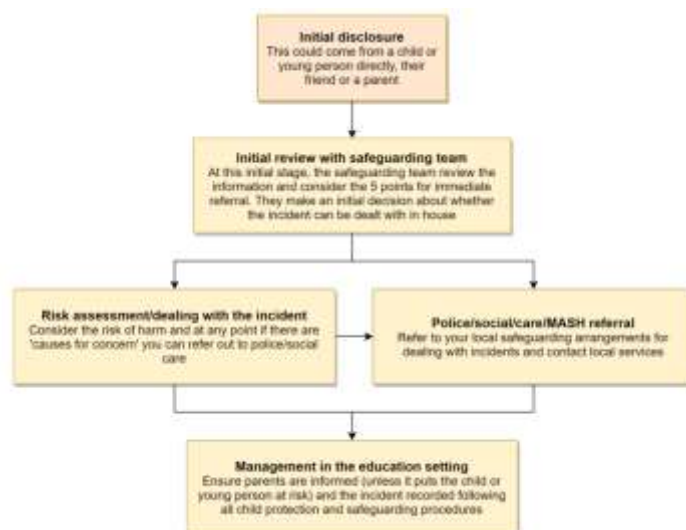 Initial disclosure
This could come from a child or
young person directly, their
friend or a parent
Initial review with safeguarding team
At this initial stage, the safeguarding team review the
information and consider the 5 points for immediate
referral. They make an initial decision about whether
the incident can be dealt with in house
Risk assessment/dealing with the incident
Consider the risk of harm and at any point if there are
'causes for concern' you can refer out to police/social
care
Police/social/care/MASH referral
Refer to your local safeguarding arrangements for
dealing with incidents and contact local services
Management in the education setting
Ensure parents are informed (unless it puts the child or
young person at risk) and the incident recorded following
all child protection and safeguarding procedures